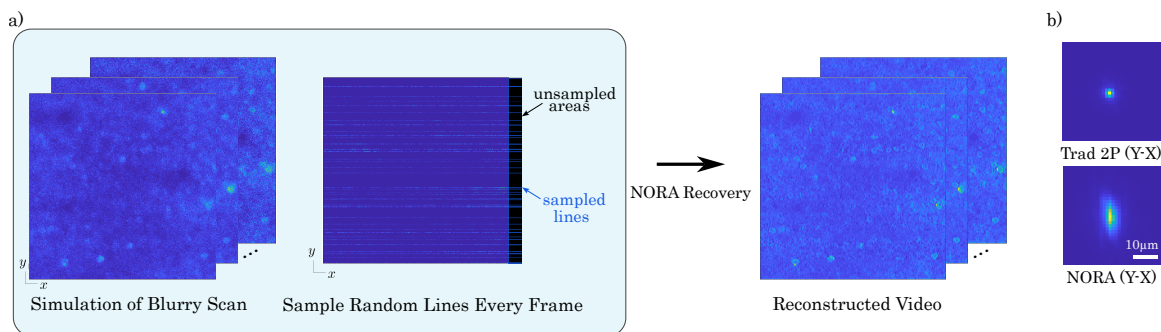 a)
unsampled
areas
sampled
lines
y
x
y
x
...
Simulation of Blurry Scan
Sample Random Lines Every Frame
NORA Recovery
y
x
...
Reconstructed Video
b)
Trad 2P (Y-X)
10µm
NORA (Y-X)